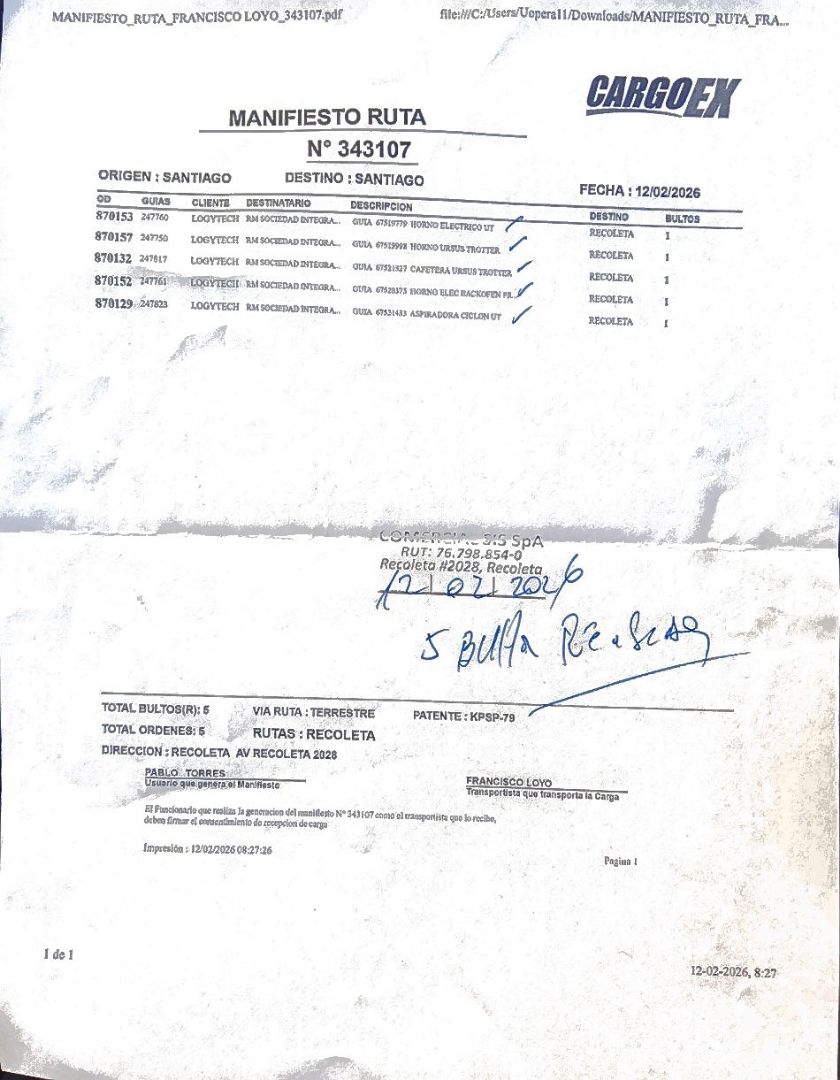 MANIFIESTO_RUTA_FRANCISCO LOYO_343107.pdf file:///C:/Users/Uopera11/Downloads/MANIFIESTO_RUTA_FRA...
CARGOEX
MANIFIESTO RUTA
N° 343107
ORIGEN : SANTIAGO DESTINO : SANTIAGO FECHA : 12/02/2026
OD GUIAS CLIENTE DESTINATARIO DESCRIPCION DESTINO BULTOS
870153 247760 LOGYTECH RM SOCIEDAD INTEGRA... GUIA 67519779 HORNO ELECTRICO UT RECOLETA 1
870157 247750 LOGYTECH RM SOCIEDAD INTEGRA... GUIA 67519998 HORNO URSUS TROTTER RECOLETA 1
870132 247817 LOGYTECH RM SOCIEDAD INTEGRA... GUIA 67521527 CAFETERA URSUS TROTTER RECOLETA 1
870152 247761 LOGYTECH RM SOCIEDAD INTEGRA... GUIA 67528375 HORNO ELEC BACKOFEN RECOLETA 1
870129 247823 LOGYTECH RM SOCIEDAD INTEGRA... GUIA 67531433 ASPIRADORA CICLON UT RECOLETA 1
COMERCIAL SIS SpA
RUT: 76.798.854-0
Recoleta #2028, Recoleta
12/02/2026
5
TOTAL BULTOS(R): 5 VIA RUTA : TERRESTRE PATENTE : KPSP-79
TOTAL ORDENES: 5 RUTAS : RECOLETA
DIRECCION : RECOLETA AV RECOLETA 2028
PABLO TORRES FRANCISCO LOYO
Usuario que genera el Manifiesto Transportista que transporta la Carga
El Funcionario que realiza la generacion del manifiesto N° 343107 como el transportista que lo recibe,
deben firmar el consentimiento de recepcion de carga
Impresión : 12/02/2026 08:27:26 Pagina 1
1 de 1 12-02-2026, 8:27